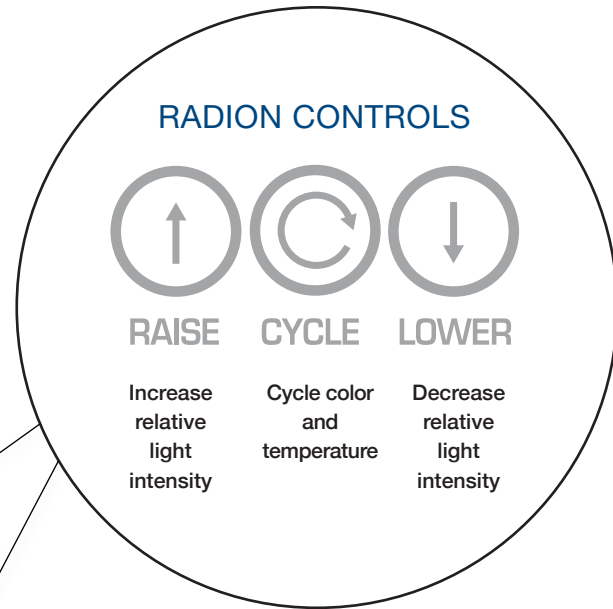 RADION CONTROLS
RAISE CYCLE LOWER
Increase
relative
light
intensity
Cycle color
and
temperature
Decrease
relative
light
intensity